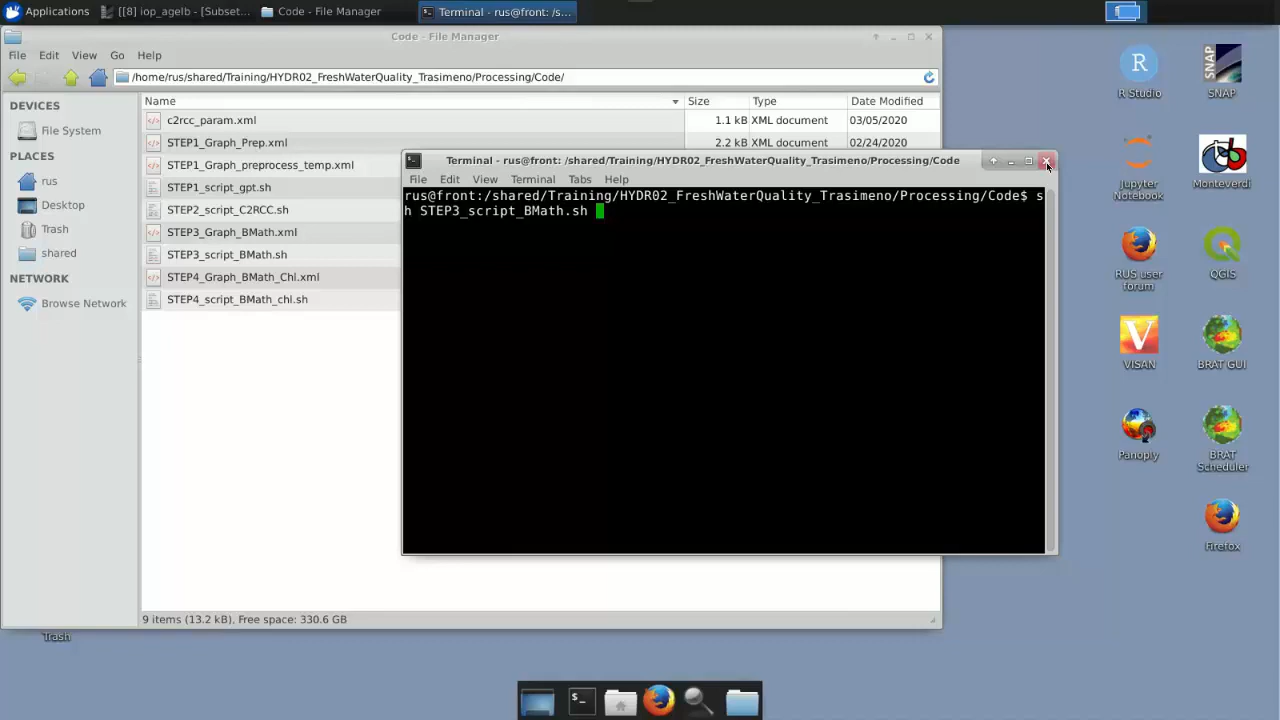 Applications
[[8] iop_agelb - [Subset...
Code - File Manager
Terminal - rus@front: /s...
Code - File Manager
File Edit View Go Help
/home/rus/shared/Training/HYDR02_FreshWaterQuality_Trasimeno/Processing/Code/
DEVICES
File System
PLACES
rus
Desktop
Trash
shared
NETWORK
Browse Network
Name Size Type Date Modified
c2rcc_param.xml 1.1 kB XML document 03/05/2020
STEP1_Graph_Prep.xml 2.2 kB XML document 02/24/2020
STEP1_Graph_preprocess_temp.xml
STEP1_script_gpt.sh
STEP2_script_C2RCC.sh
STEP3_Graph_BMath.xml
STEP3_script_BMath.sh
STEP4_Graph_BMath_Chl.xml
STEP4_script_BMath_chl.sh
9 items (13.2 kB), Free space: 330.6 GB
Terminal - rus@front: /shared/Training/HYDR02_FreshWaterQuality_Trasimeno/Processing/Code
File Edit View Terminal Tabs Help
rus@front:/shared/Training/HYDR02_FreshWaterQuality_Trasimeno/Processing/Code$ s
h STEP3_script_BMath.sh
R Studio
SNAP
SNAP
Jupyter
Notebook
Monteverdi
RUS user
forum
QGIS
VISAN
BRAT GUI
Panoply
BRAT
Scheduler
Firefox
Trash